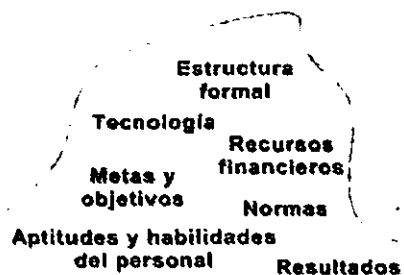 Estructura
formal
Tecnología
Recursos
financieros
Metas y
objetivos
Normas
Aptitudes y habilidades
del personal
Resultados